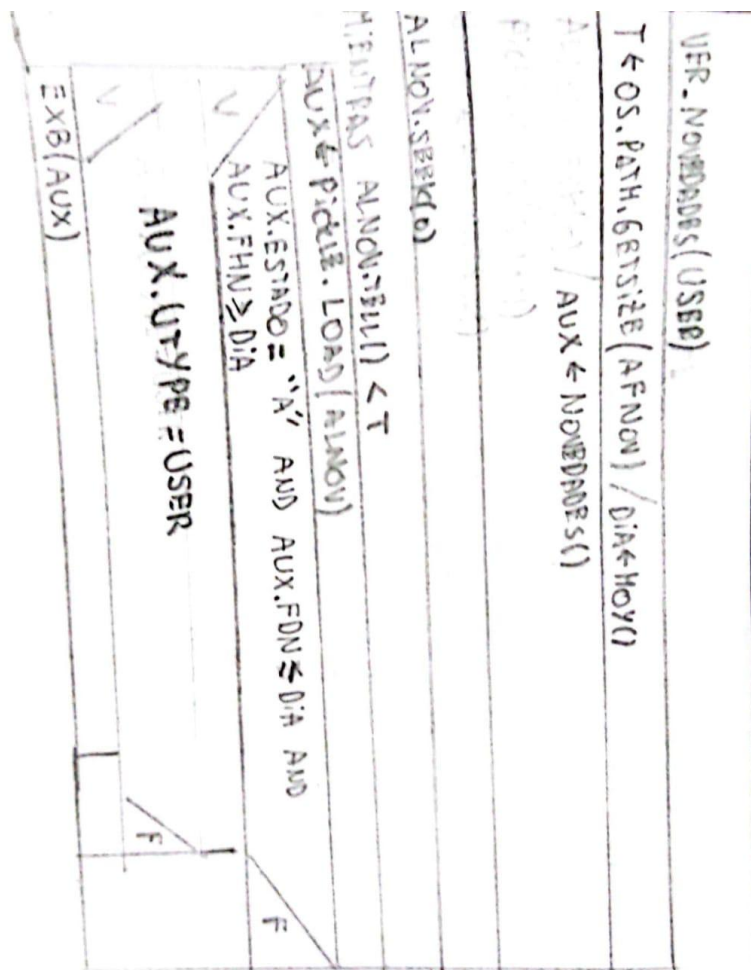 VER_NOVEDADES(USER)
T ← OS.PATH.GETSIZE(AFNOV) / DIA ← HOY()
/ AUX ← NOVEDADES()
ALNOV.SEEK(0)
MIENTRAS ALNOV.TELL() < T
AUX ← PICKLE.LOAD(ALNOV)
AUX.ESTADO = "A" AND AUX.FDN ≤ DIA AND
AUX.FHN ≥ DIA
V F
AUX.UTYPE = USER
V F
EXB(AUX)